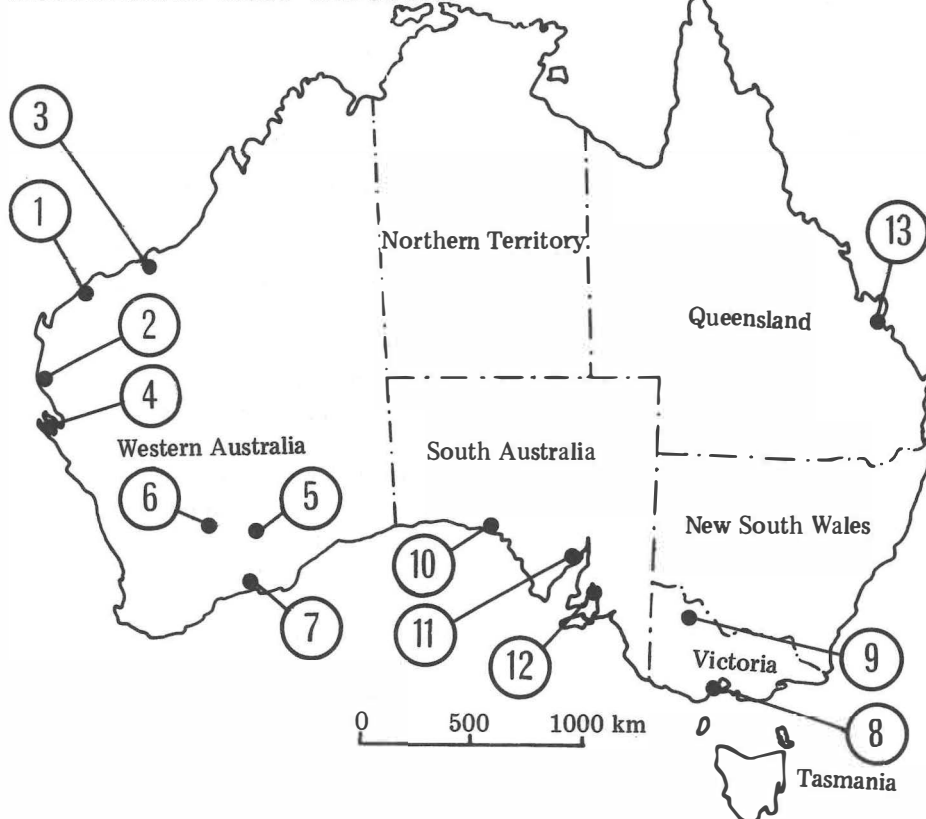 3
1
13
Northern Territory
2
Queensland
4
Western Australia
South Australia
6
5
New South Wales
10
11
7
12
Victoria
9
0 500 1000 km
8
Tasmania